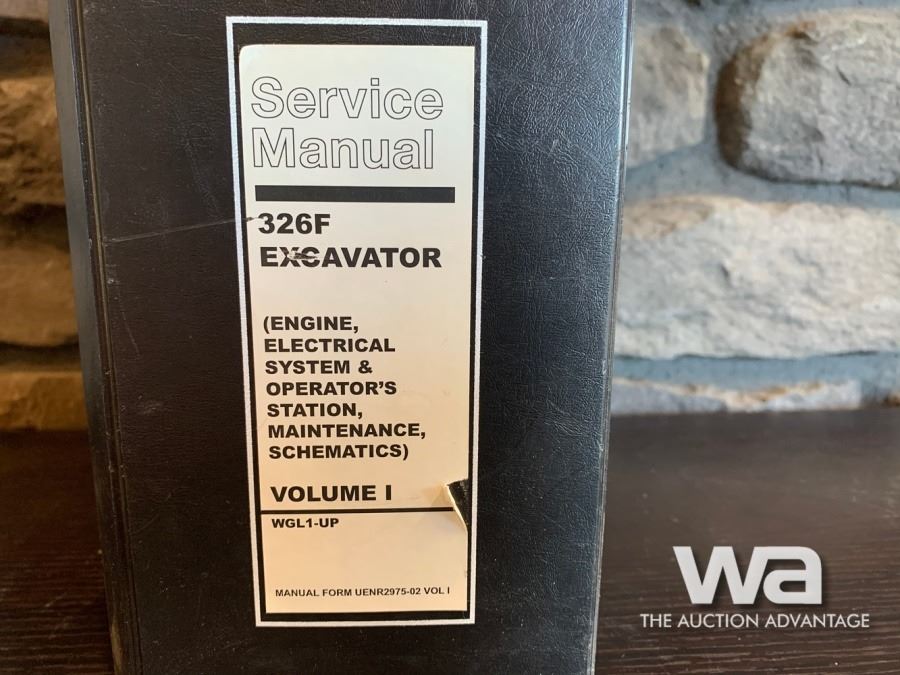 Service
Manual
326F
EXCAVATOR
(ENGINE,
ELECTRICAL
SYSTEM &
OPERATOR'S
STATION,
MAINTENANCE,
SCHEMATICS)
VOLUME I
WGL1-UP
MANUAL FORM UENR2975-02 VOL I
wa
THE AUCTION ADVANTAGE